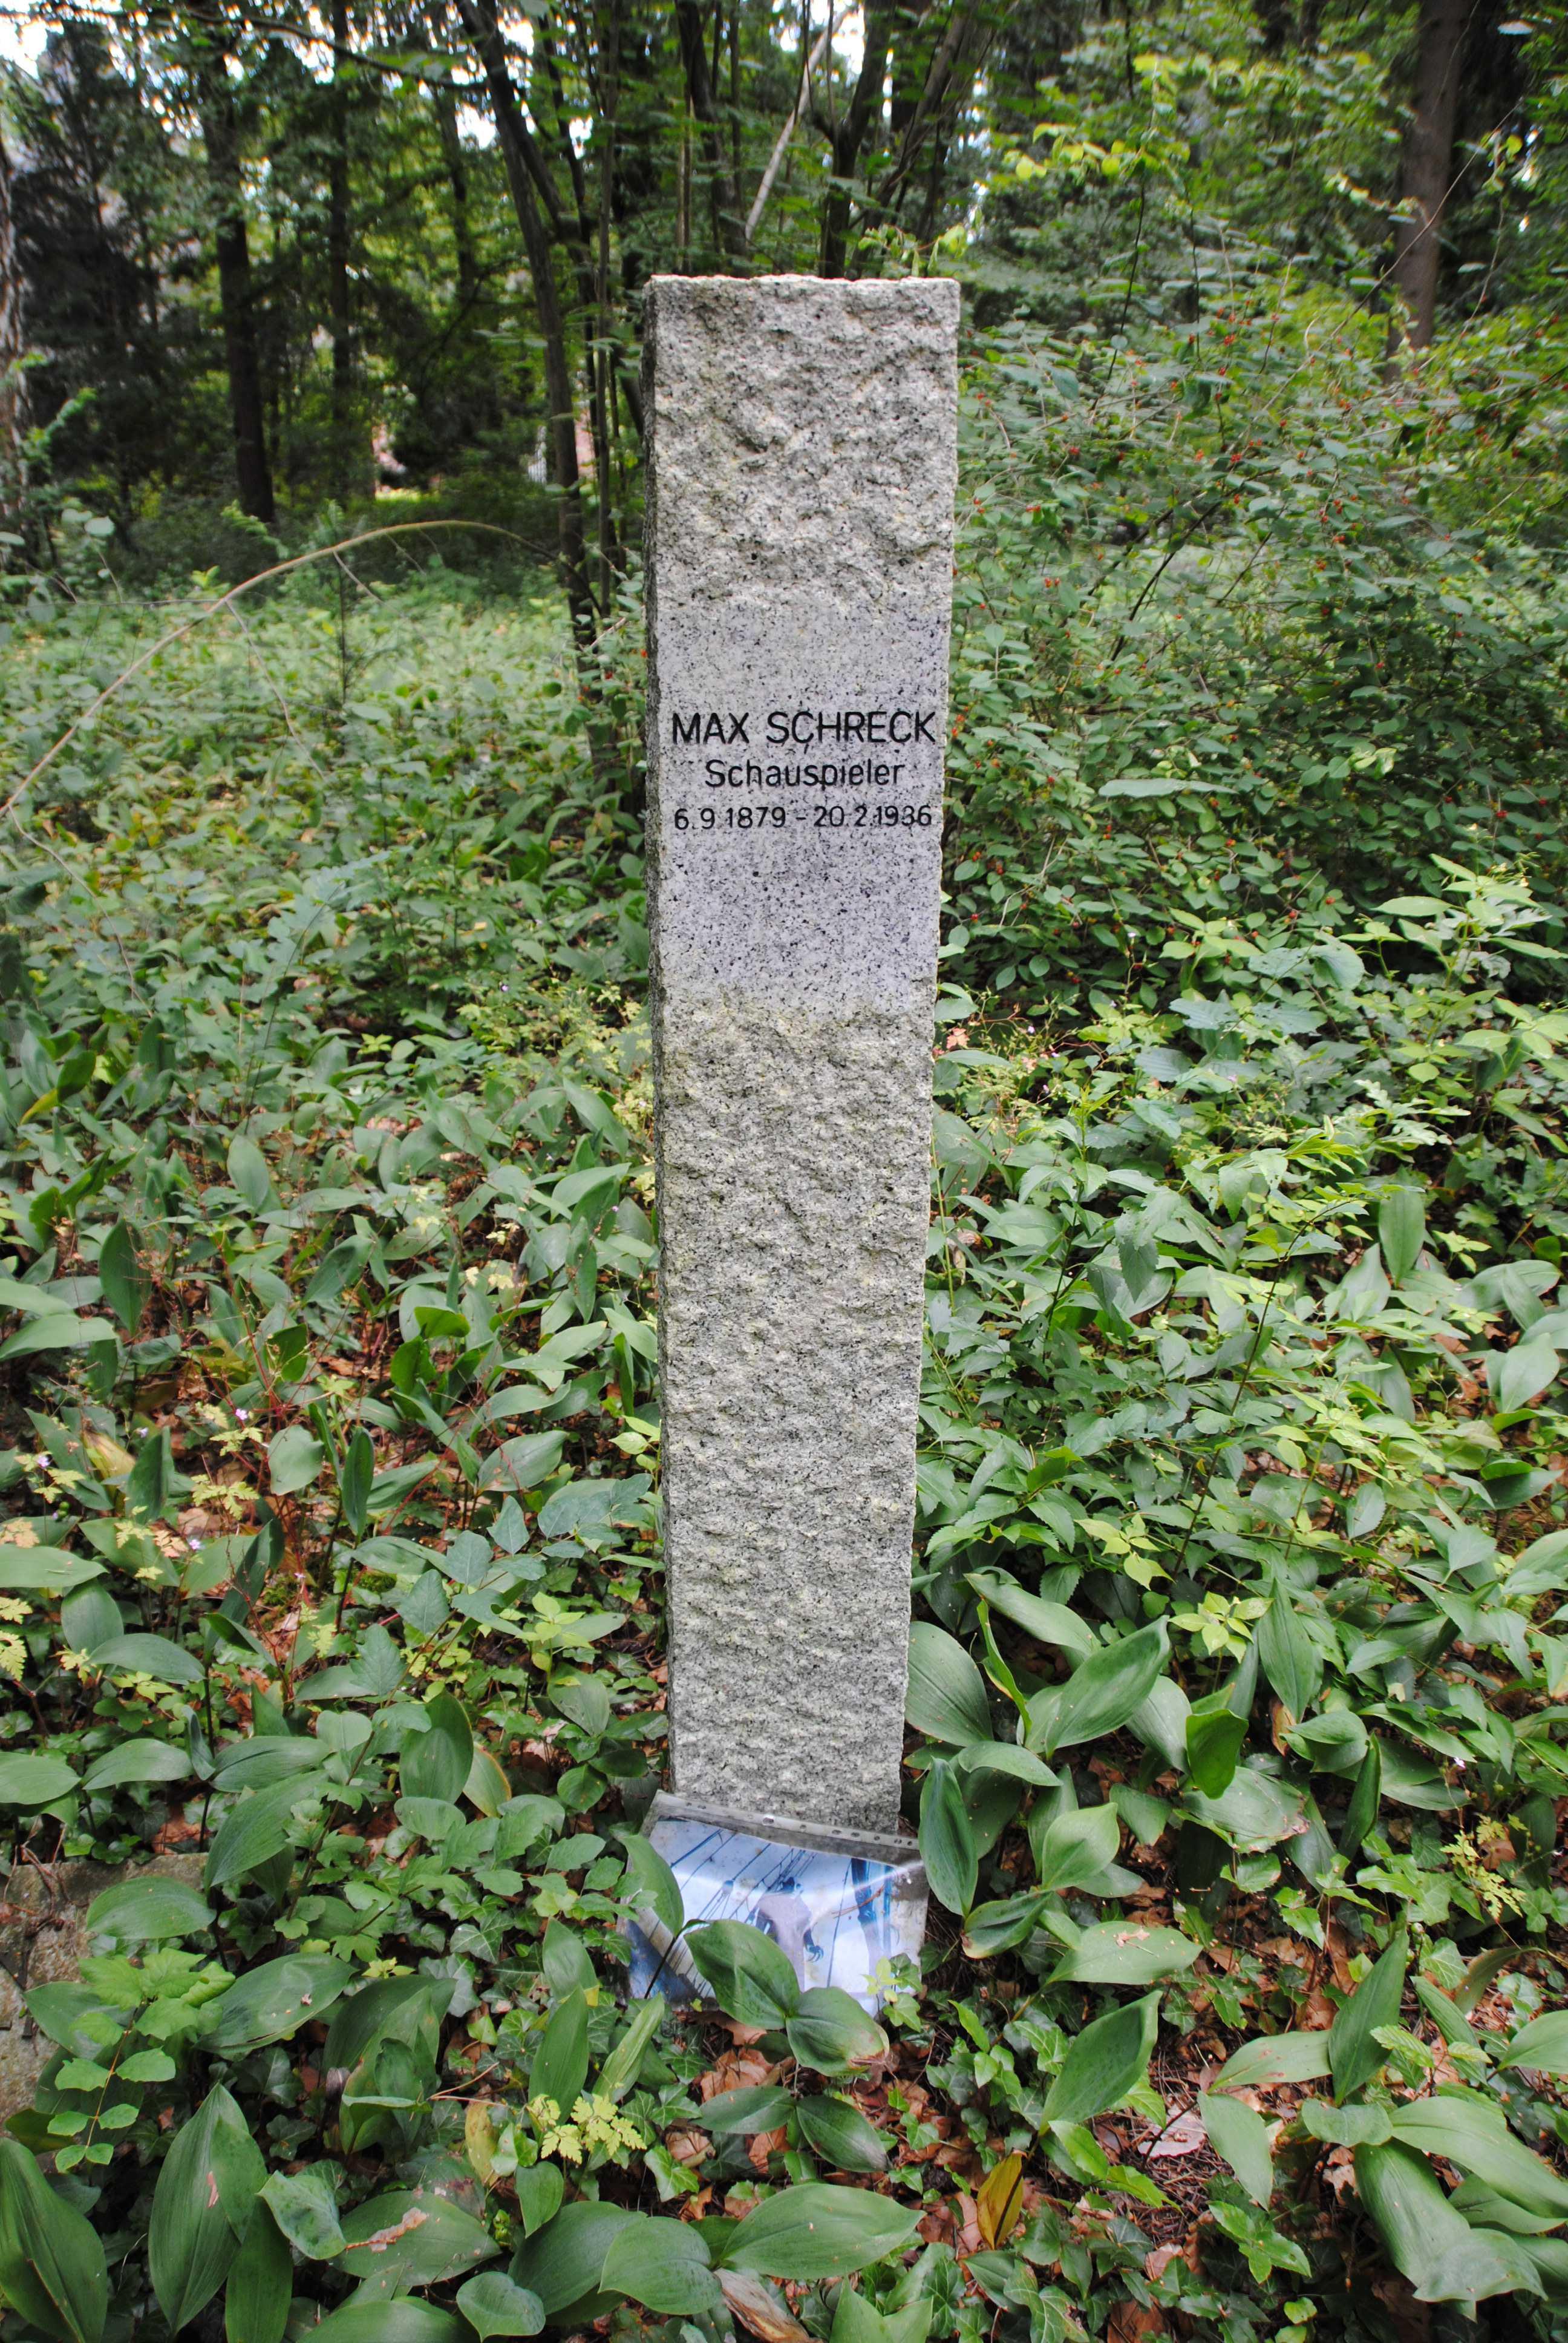 MAX SCHRECK
Schauspieler
6.9.1879 - 20.2.1936